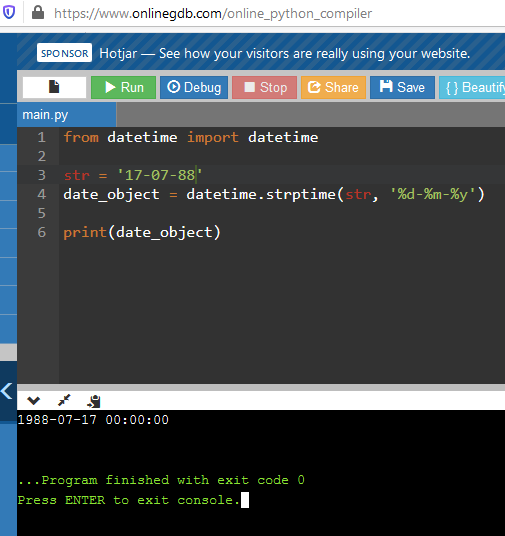 https://www.onlinegdb.com/online_python_compiler
SPONSOR Hotjar — See how your visitors are really using your website.
Run Debug Stop Share Save { } Beautify
main.py
1 from datetime import datetime
2
3 str = '17-07-88'
4 date_object = datetime.strptime(str, '%d-%m-%y')
5
6 print(date_object)
1988-07-17 00:00:00
...Program finished with exit code 0
Press ENTER to exit console.